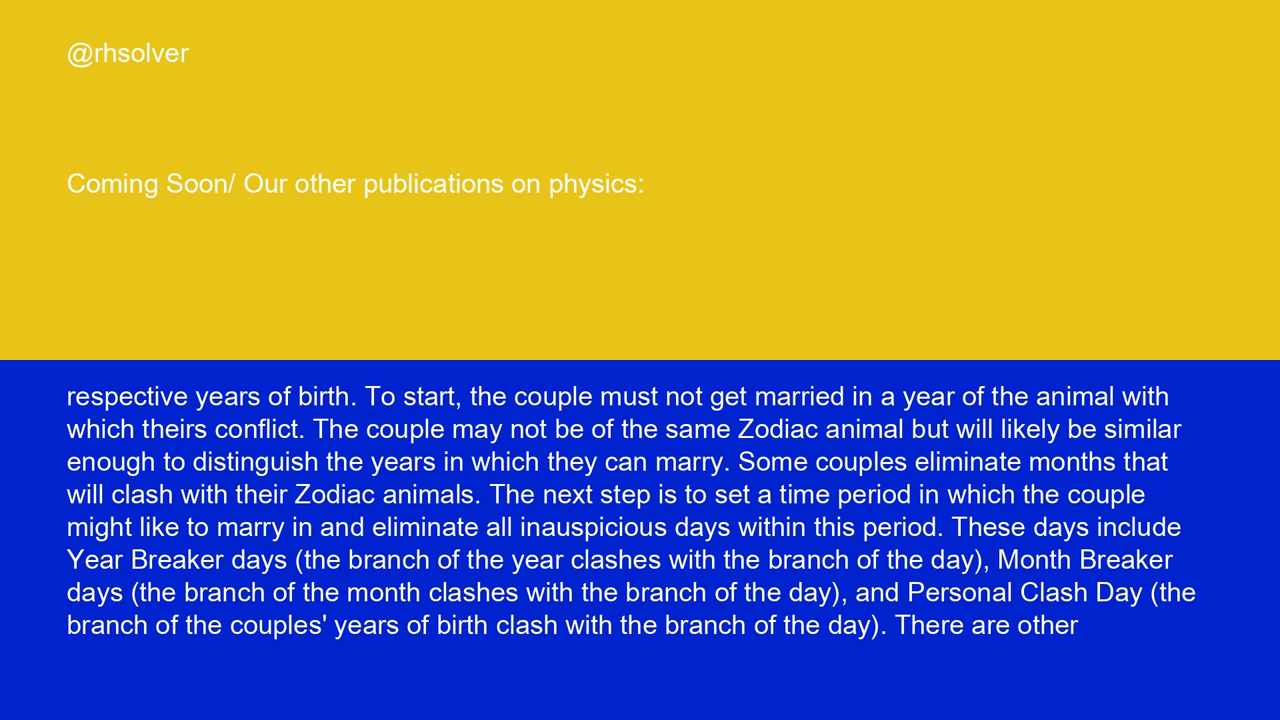 @rhsolver
Coming Soon/ Our other publications on physics:
respective years of birth. To start, the couple must not get married in a year of the animal with
which theirs conflict. The couple may not be of the same Zodiac animal but will likely be similar
enough to distinguish the years in which they can marry. Some couples eliminate months that
will clash with their Zodiac animals. The next step is to set a time period in which the couple
might like to marry in and eliminate all inauspicious days within this period. These days include
Year Breaker days (the branch of the year clashes with the branch of the day), Month Breaker
days (the branch of the month clashes with the branch of the day), and Personal Clash Day (the
branch of the couples' years of birth clash with the branch of the day). There are other